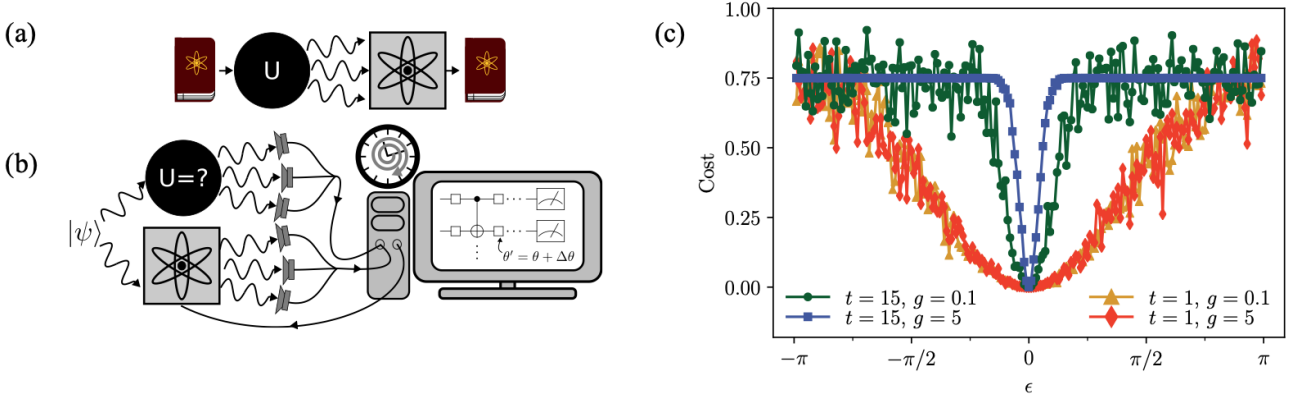 (a)
U
(b)
U=?
|ψ⟩
θ′ = θ + Δθ
(c)
1.00
0.75
0.50
0.25
0.00
Cost
t = 15, g = 0.1
t = 15, g = 5
t = 1, g = 0.1
t = 1, g = 5
−π
−π/2
0
π/2
π
ϵ